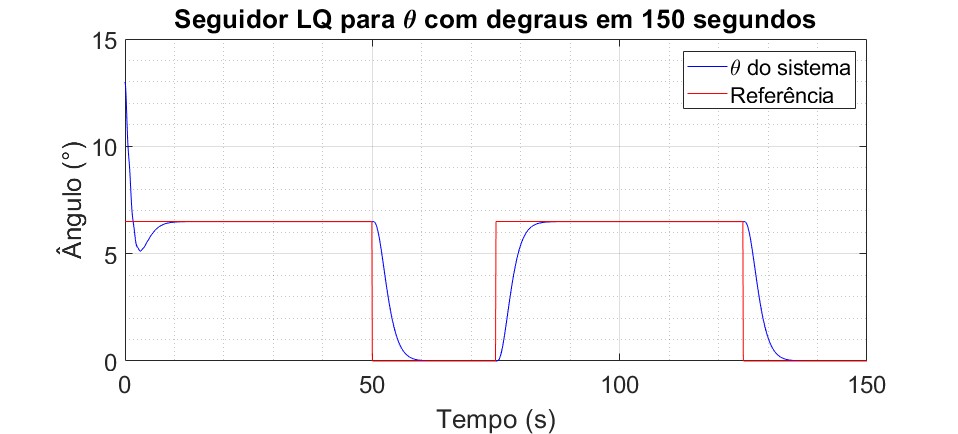 Seguidor LQ para θ com degraus em 150 segundos
θ do sistema
Referência
Ângulo (°)
15
10
5
0
0 50 100 150
Tempo (s)